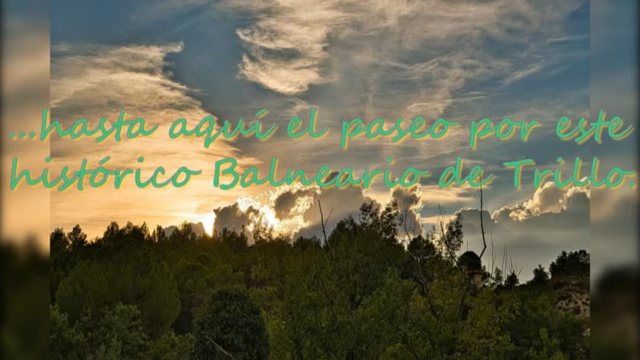 ...hasta aquí el paseo por este
histórico Balneario de Trillo.